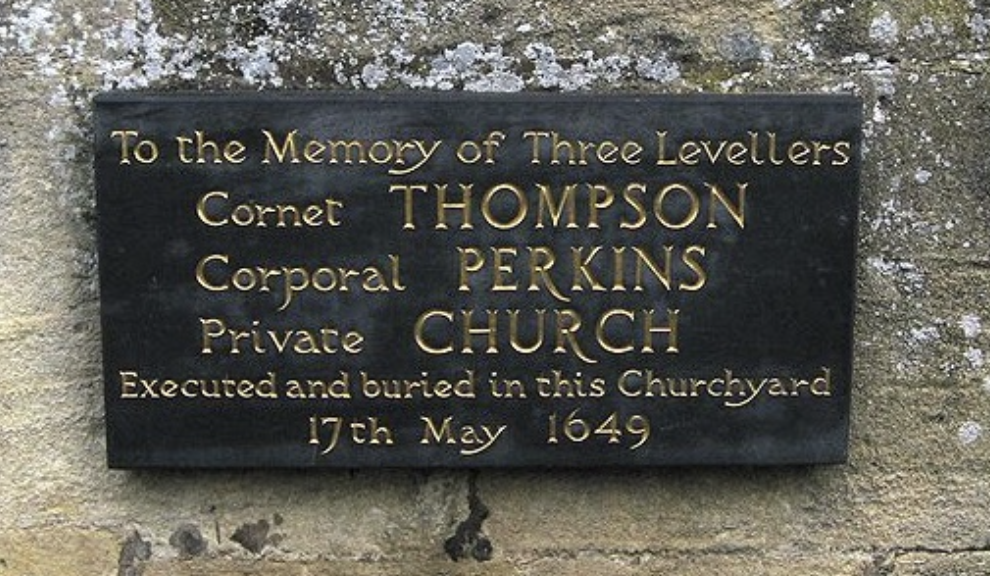 To the Memory of Three Levellers
Cornet THOMPSON
Corporal PERKINS
Private CHURCH
Executed and buried in this Churchyard
17th May 1649